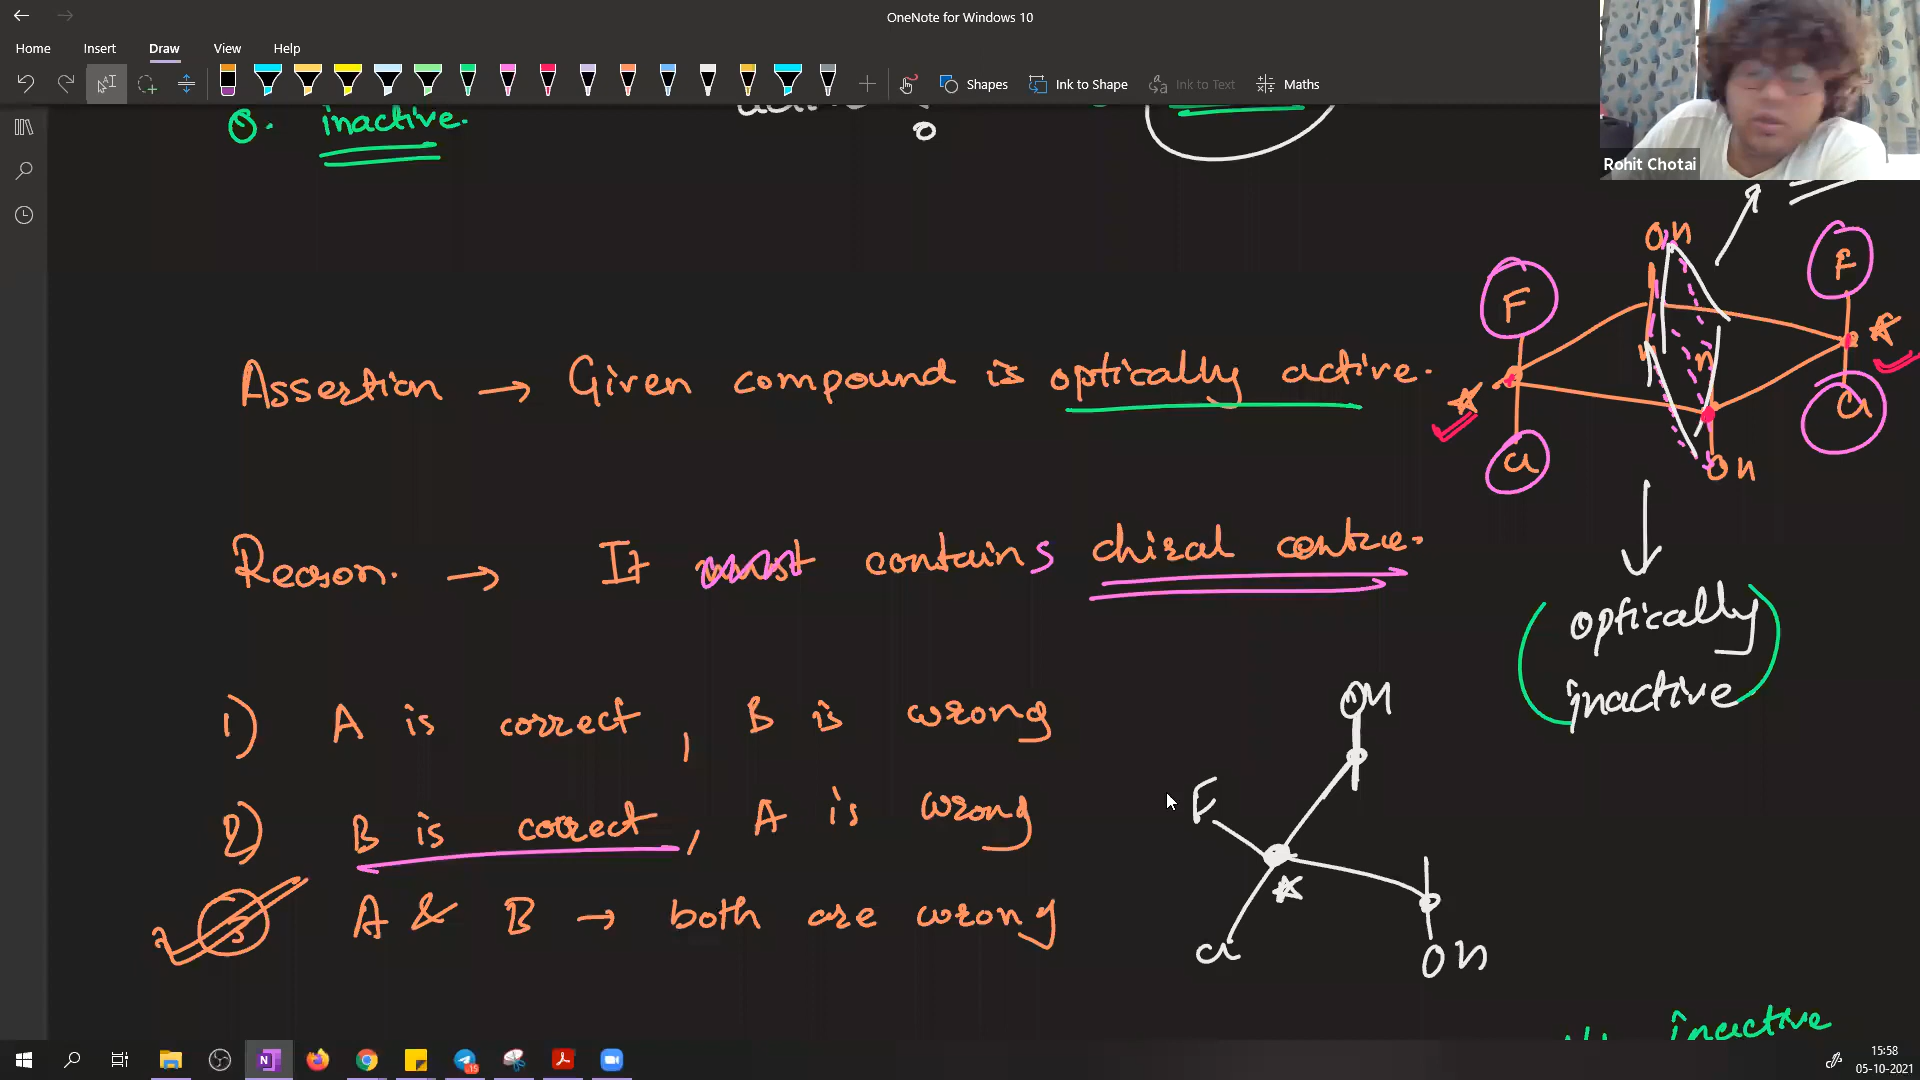 OneNote for Windows 10
Home Insert Draw View Help
Shapes Ink to Shape Ink to Text Maths
Rohit Chotai
inactive.
OH
F F
H H
Cl Cl
OH
Assertion → Given compound is optically active.
Reason. → It must contains chiral centre.
optically
inactive
1) A is correct, B is wrong
2) B is correct, A is wrong
3 A & B → both are wrong
OH
F
Cl
OH
inactive
15:58
05-10-2021